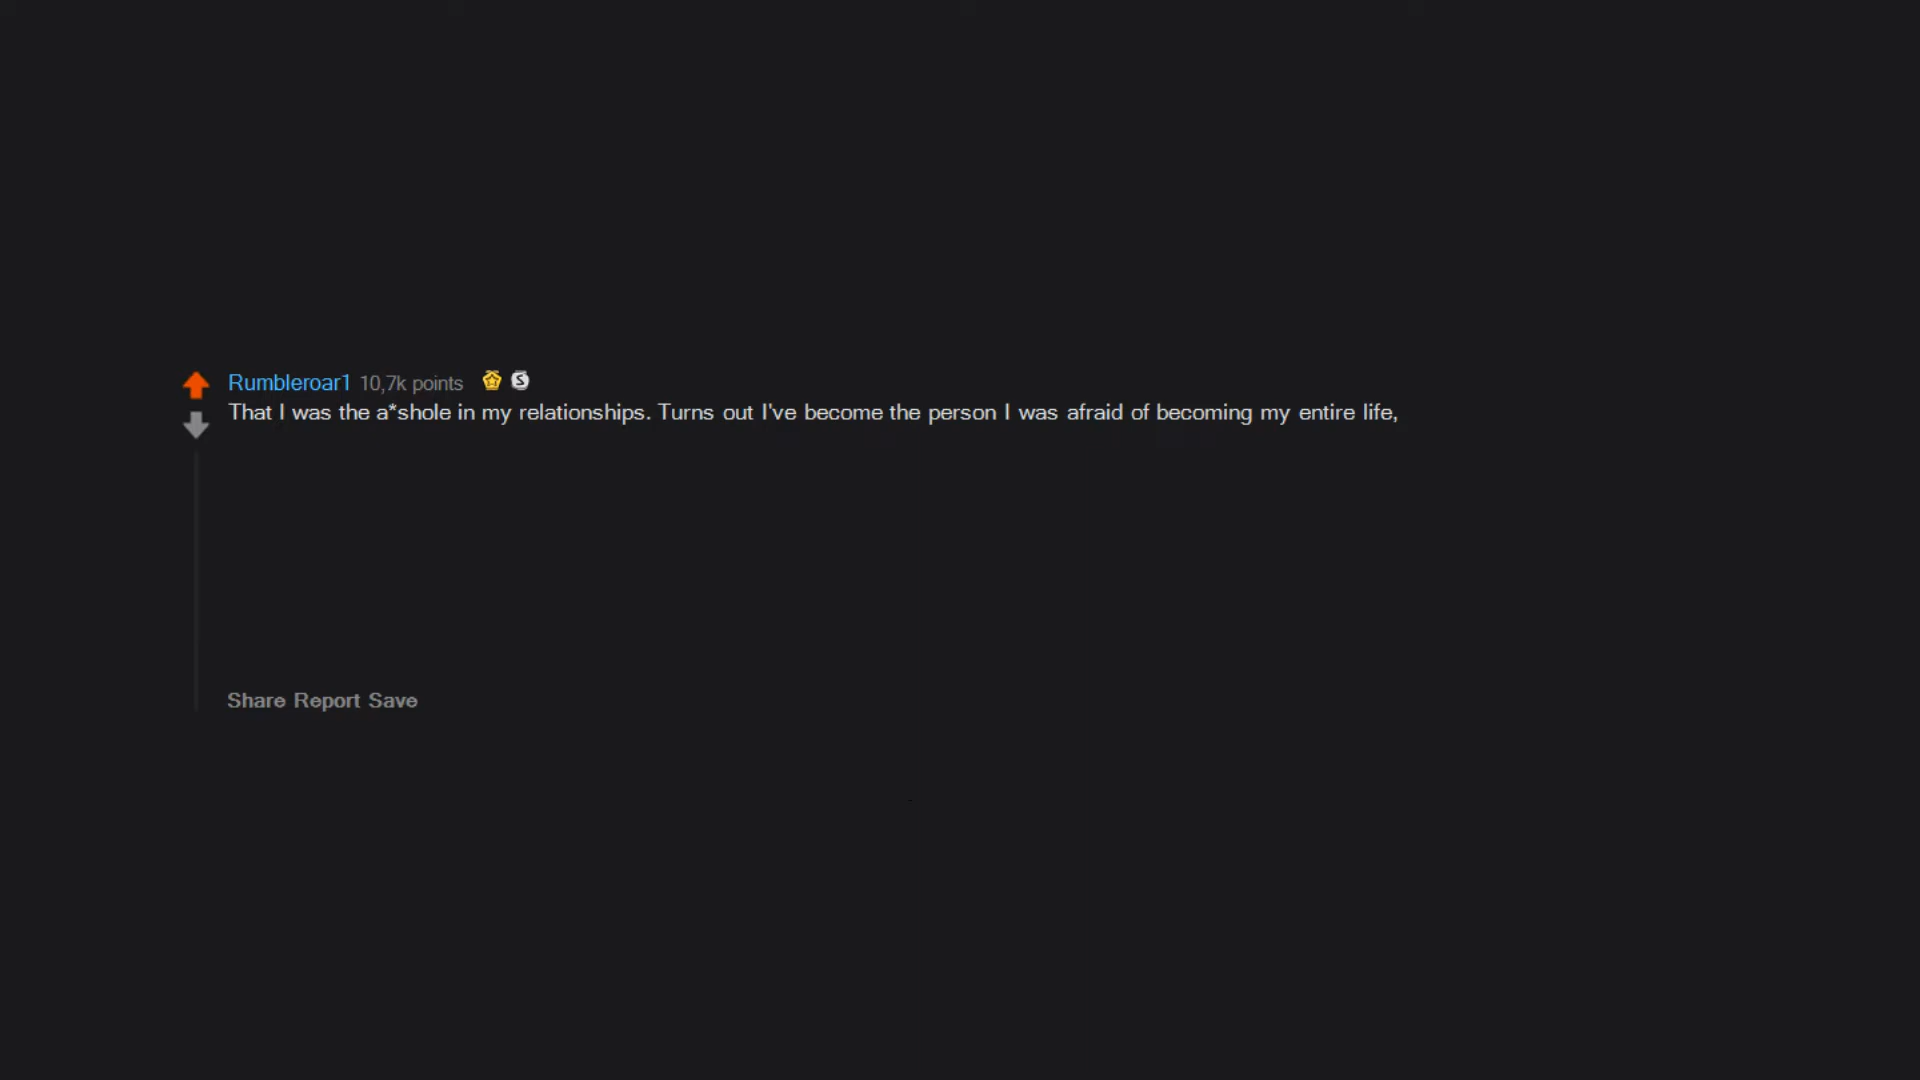 Rumbleroar1 10,7k points
That I was the a*shole in my relationships. Turns out I've become the person I was afraid of becoming my entire life,
Share Report Save